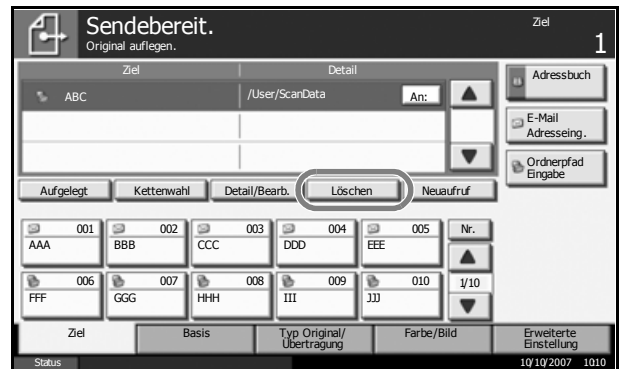 Sendebereit.
Original auflegen.
Ziel
1
Ziel Detail
ABC /User/ScanData An:
Adressbuch
E-Mail
Adresseing.
Ordnerpfad
Eingabe
Aufgelegt Kettenwahl Detail/Bearb. Löschen Neuaufruf
001 002 003 004 005 Nr.
AAA BBB CCC DDD EEE
006 007 008 009 010 1/10
FFF GGG HHH III JJJ
Ziel Basis Typ Original/
Übertragung Farbe/Bild Erweiterte
Einstellung
Status 10/10/2007 1010